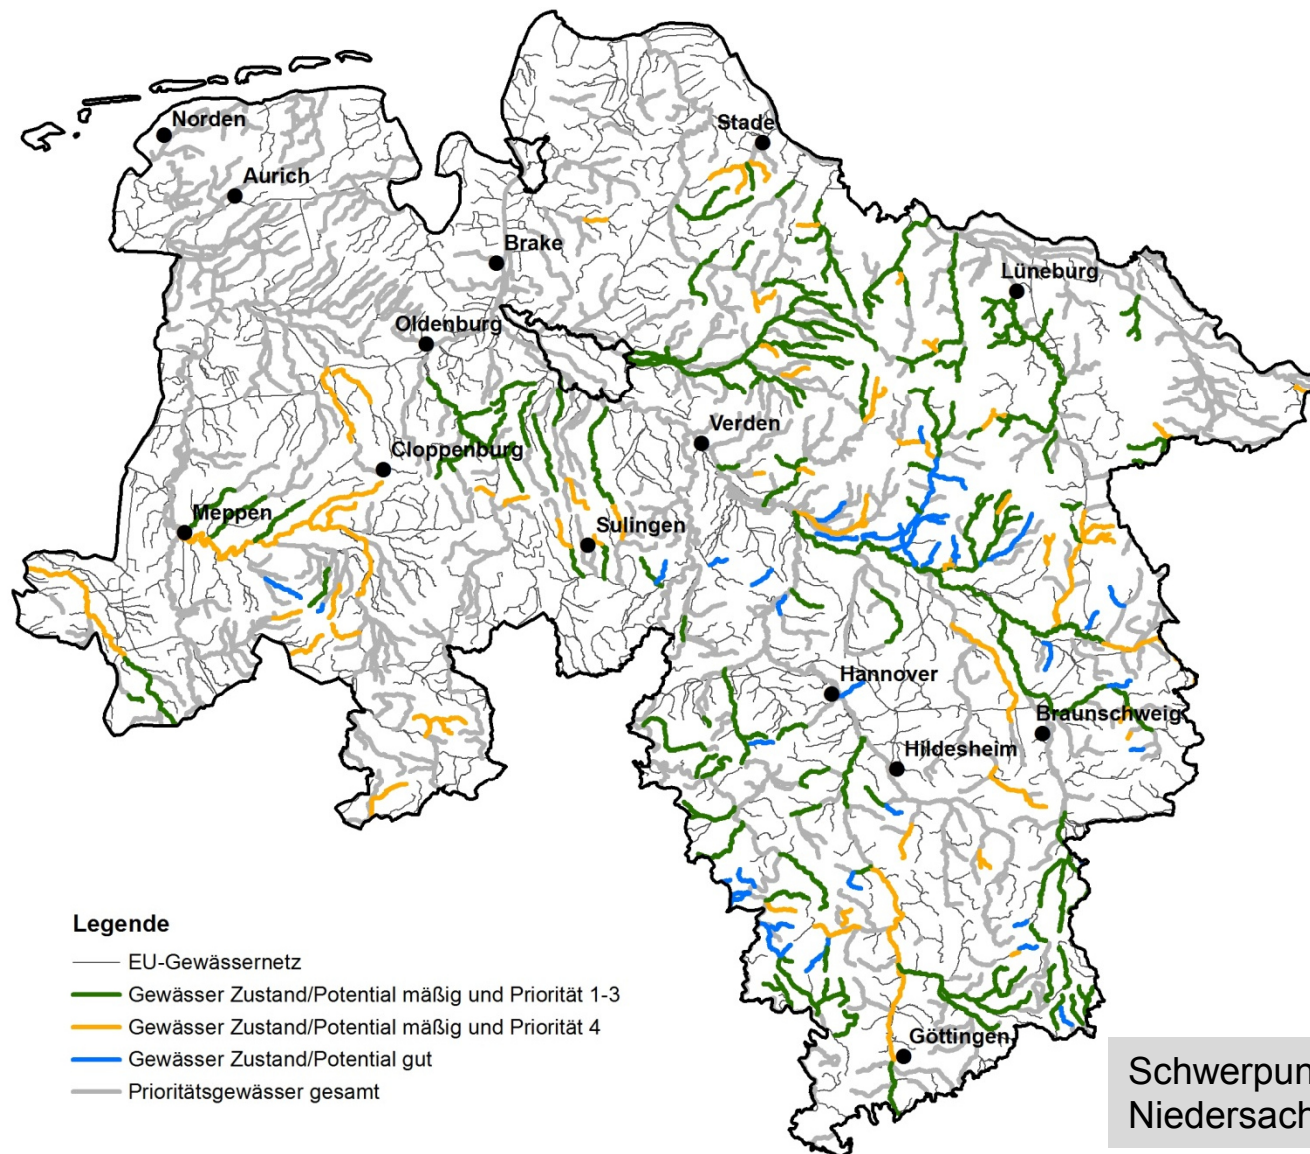 Norden
Stade
Aurich
Brake
Lüneburg
Oldenburg
Verden
Cloppenburg
Meppen
Sulingen
Hannover
Braunschweig
Hildesheim
Göttingen
Legende
EU-Gewässernetz
Gewässer Zustand/Potential mäßig und Priorität 1-3
Gewässer Zustand/Potential mäßig und Priorität 4
Gewässer Zustand/Potential gut
Prioritätsgewässer gesamt